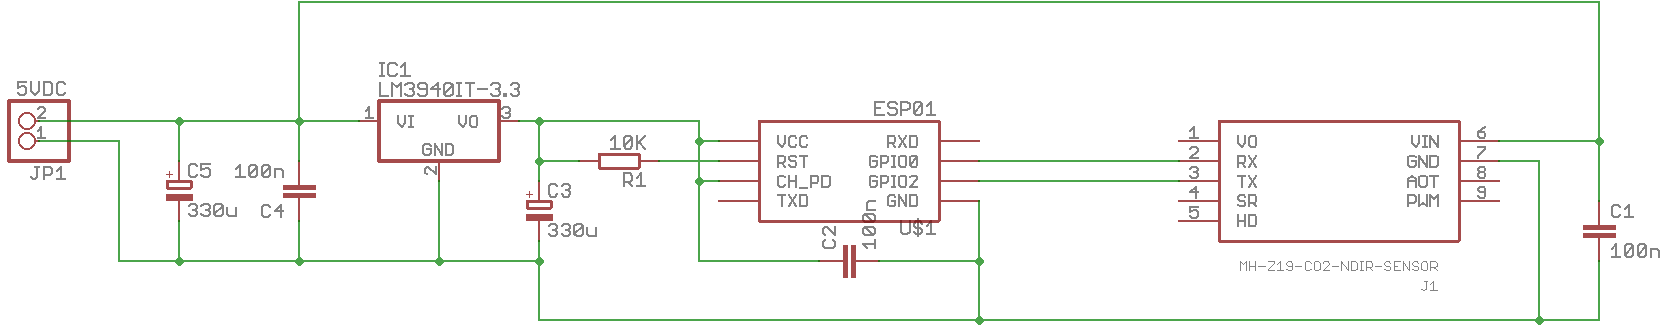 5VDC
2
1
JP1
C5
330u
100n
C4
IC1
LM3940IT-3.3
1
VI
VO
3
GND
2
10K
R1
C3
330u
ESP01
VCC
RST
CH_PD
TXD
RXD
GPIO0
GPIO2
GND
U$1
C2
100n
1
2
3
4
5
VO
RX
TX
SR
HD
VIN
GND
AOT
PWM
6
7
8
9
MH-Z19-CO2-NDIR-SENSOR
J1
C1
100n